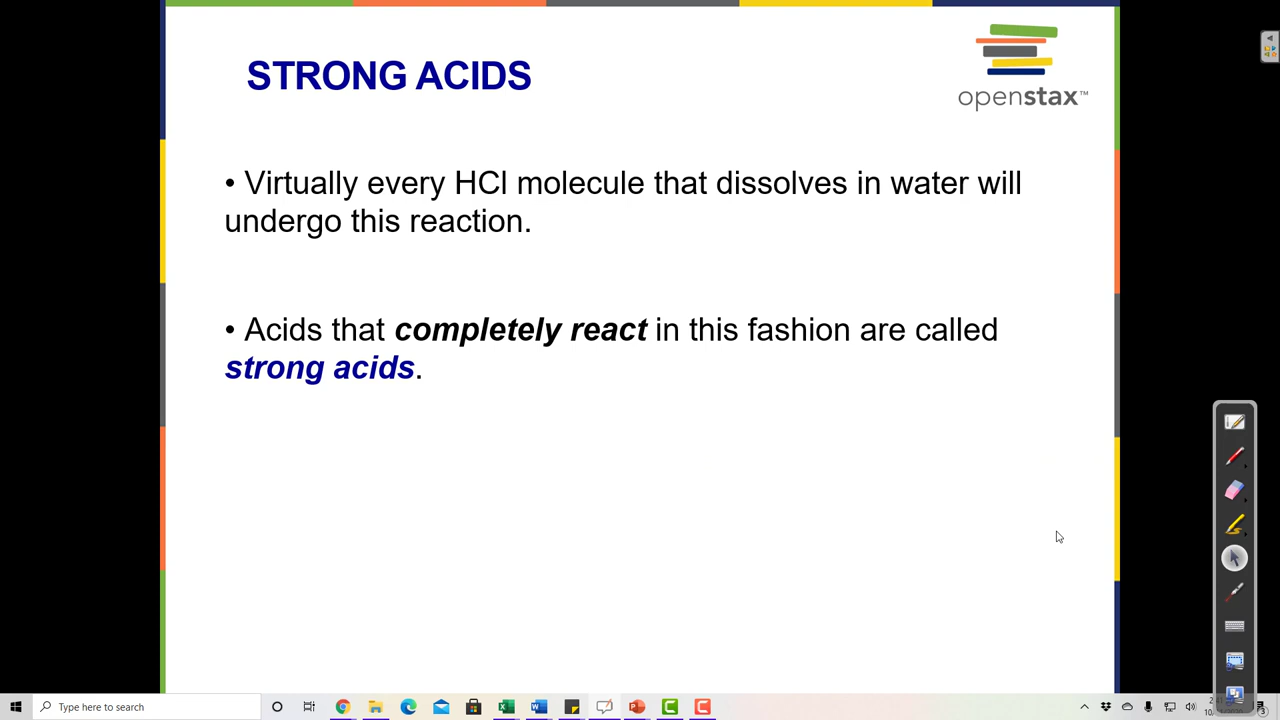 STRONG ACIDS
openstax™
• Virtually every HCl molecule that dissolves in water will
undergo this reaction.
• Acids that completely react in this fashion are called
strong acids.
Type here to search